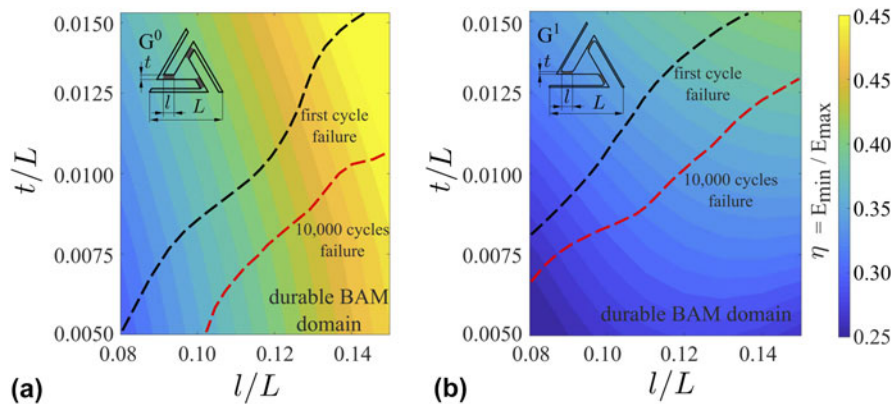 G⁰
t
l
L
first cycle
failure
10,000 cycles
failure
durable BAM
domain
0.0150
0.0125
0.0100
0.0075
0.0050
t/L
0.08
0.10
0.12
0.14
l/L
(a)
G¹
t
l
L
first cycle
failure
10,000 cycles
failure
durable BAM domain
0.0150
0.0125
0.0100
0.0075
0.0050
t/L
0.08
0.10
0.12
0.14
l/L
(b)
0.45
0.45
0.40
0.35
0.30
0.25
η = Emin / Emax